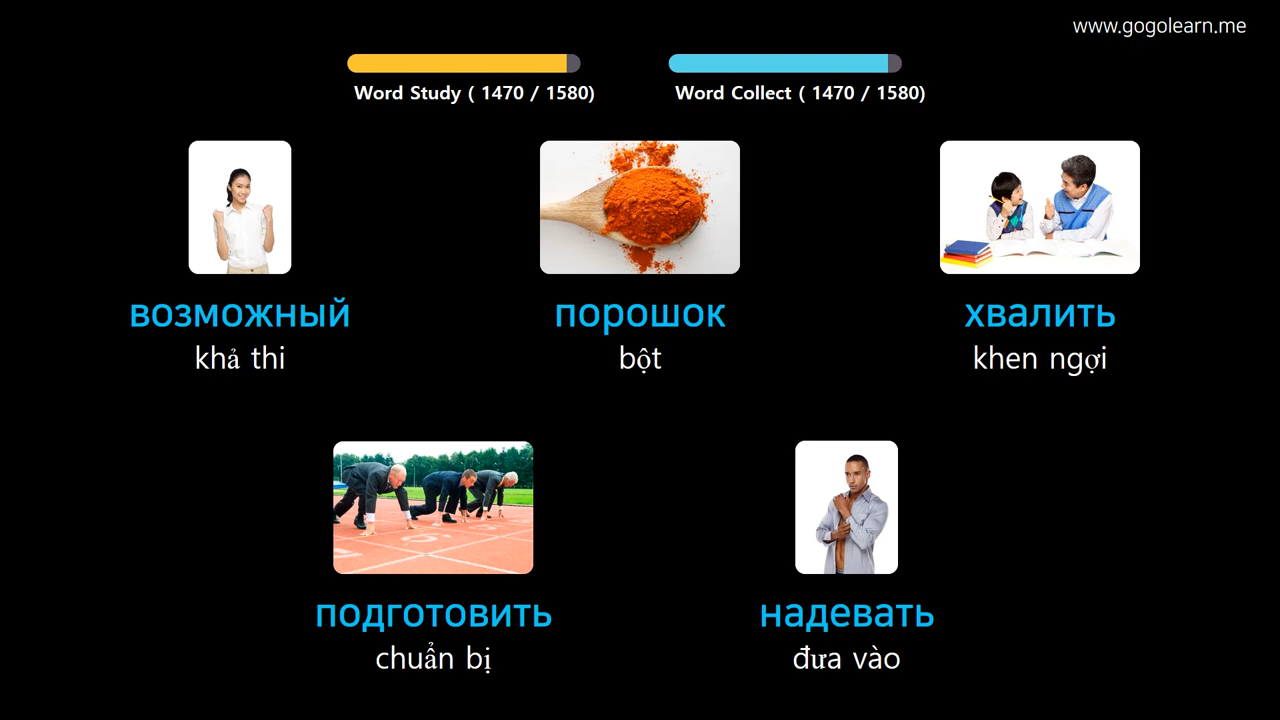 www.gogolearn.me
Word Study ( 1470 / 1580)
Word Collect ( 1470 / 1580)
возможный
khả thi
порошок
bột
хвалить
khen ngợi
подготовить
chuẩn bị
надевать
đưa vào